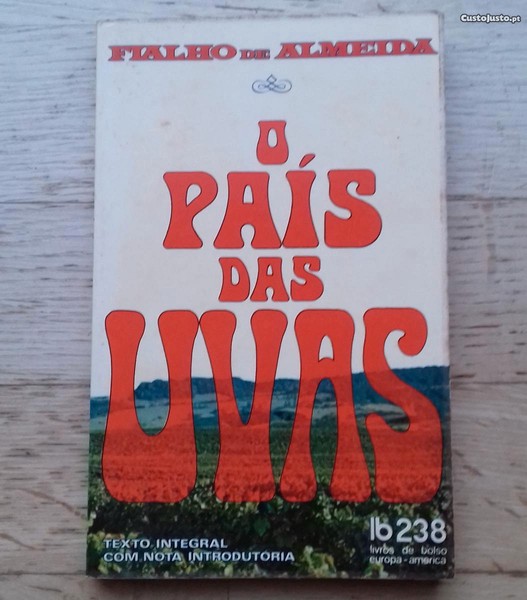 CustoJusto.pt
FIALHO DE ALMEIDA
O
PAÍS
DAS
UVAS
TEXTO INTEGRAL
COM NOTA INTRODUTÓRIA
lb 238
livros de bolso
europa-américa